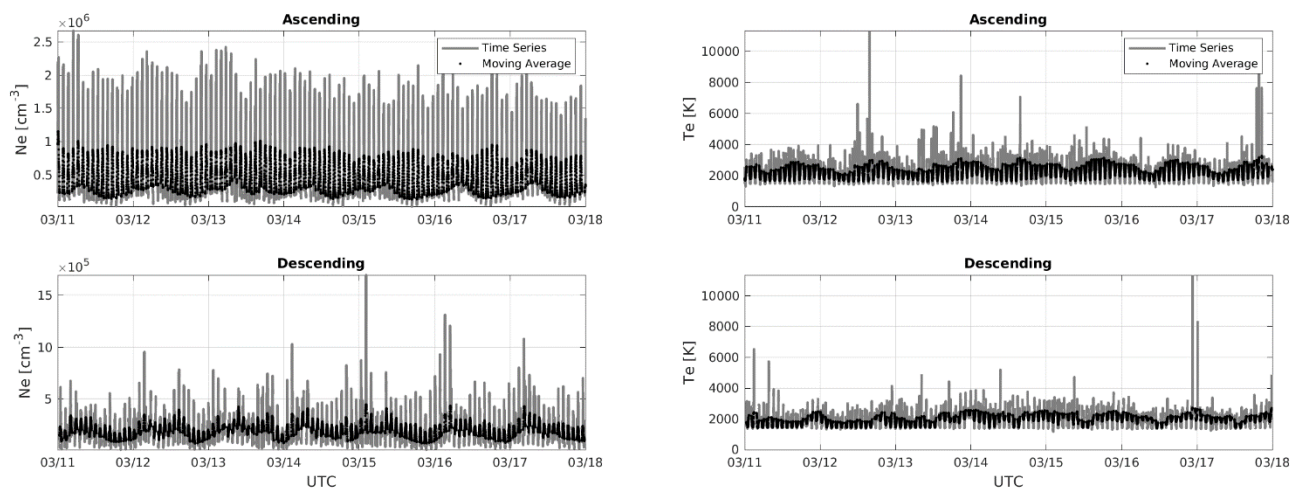 Ascending
×10⁶
Ne [cm⁻³]
2.5
2
1.5
1
0.5
Time Series
Moving Average
03/11 03/12 03/13 03/14 03/15 03/16 03/17 03/18
Ascending
Te [K]
10000
8000
6000
4000
2000
0
Time Series
Moving Average
03/11 03/12 03/13 03/14 03/15 03/16 03/17 03/18
Descending
×10⁵
Ne [cm⁻³]
15
10
5
03/11 03/12 03/13 03/14 03/15 03/16 03/17 03/18
UTC
Descending
Te [K]
10000
8000
6000
4000
2000
0
03/11 03/12 03/13 03/14 03/15 03/16 03/17 03/18
UTC